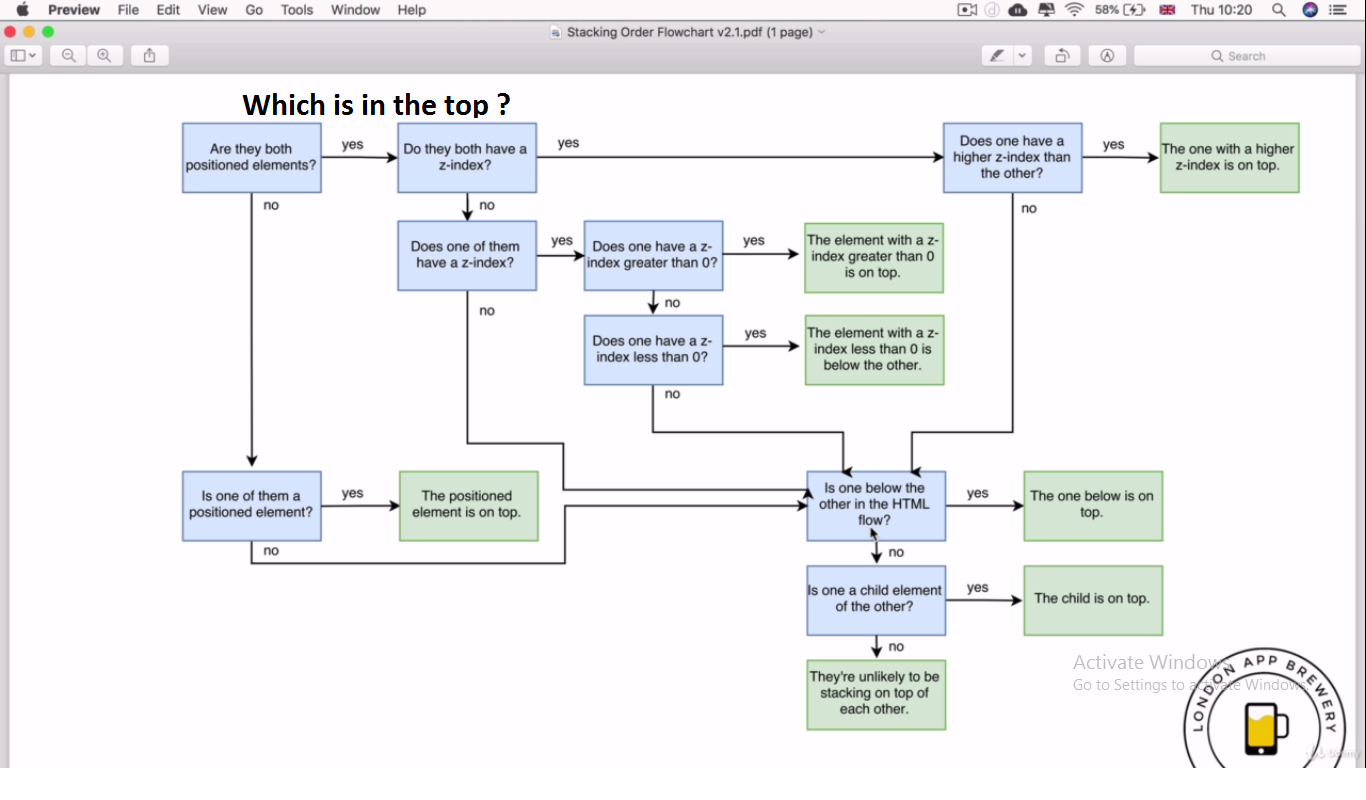 Preview File Edit View Go Tools Window Help
58% Thu 10:20
Stacking Order Flowchart v2.1.pdf (1 page)
Search
Which is in the top ?
Are they both
positioned elements?
yes
Do they both have a
z-index?
yes
Does one have a
higher z-index than
the other?
yes
The one with a higher
z-index is on top.
no
no
no
Does one of them
have a z-index?
yes
Does one have a z-
index greater than 0?
yes
The element with a z-
index greater than 0
is on top.
no
no
Does one have a z-
index less than 0?
yes
The element with a z-
index less than 0 is
below the other.
no
Is one of them a
positioned element?
yes
The positioned
element is on top.
Is one below the
other in the HTML
flow?
yes
The one below is on
top.
no
no
Is one a child element
of the other?
yes
The child is on top.
no
They're unlikely to be
stacking on top of
each other.
Activate Windows
Go to Settings to activate Windows.
LONDON APP BREWERY
Udemy